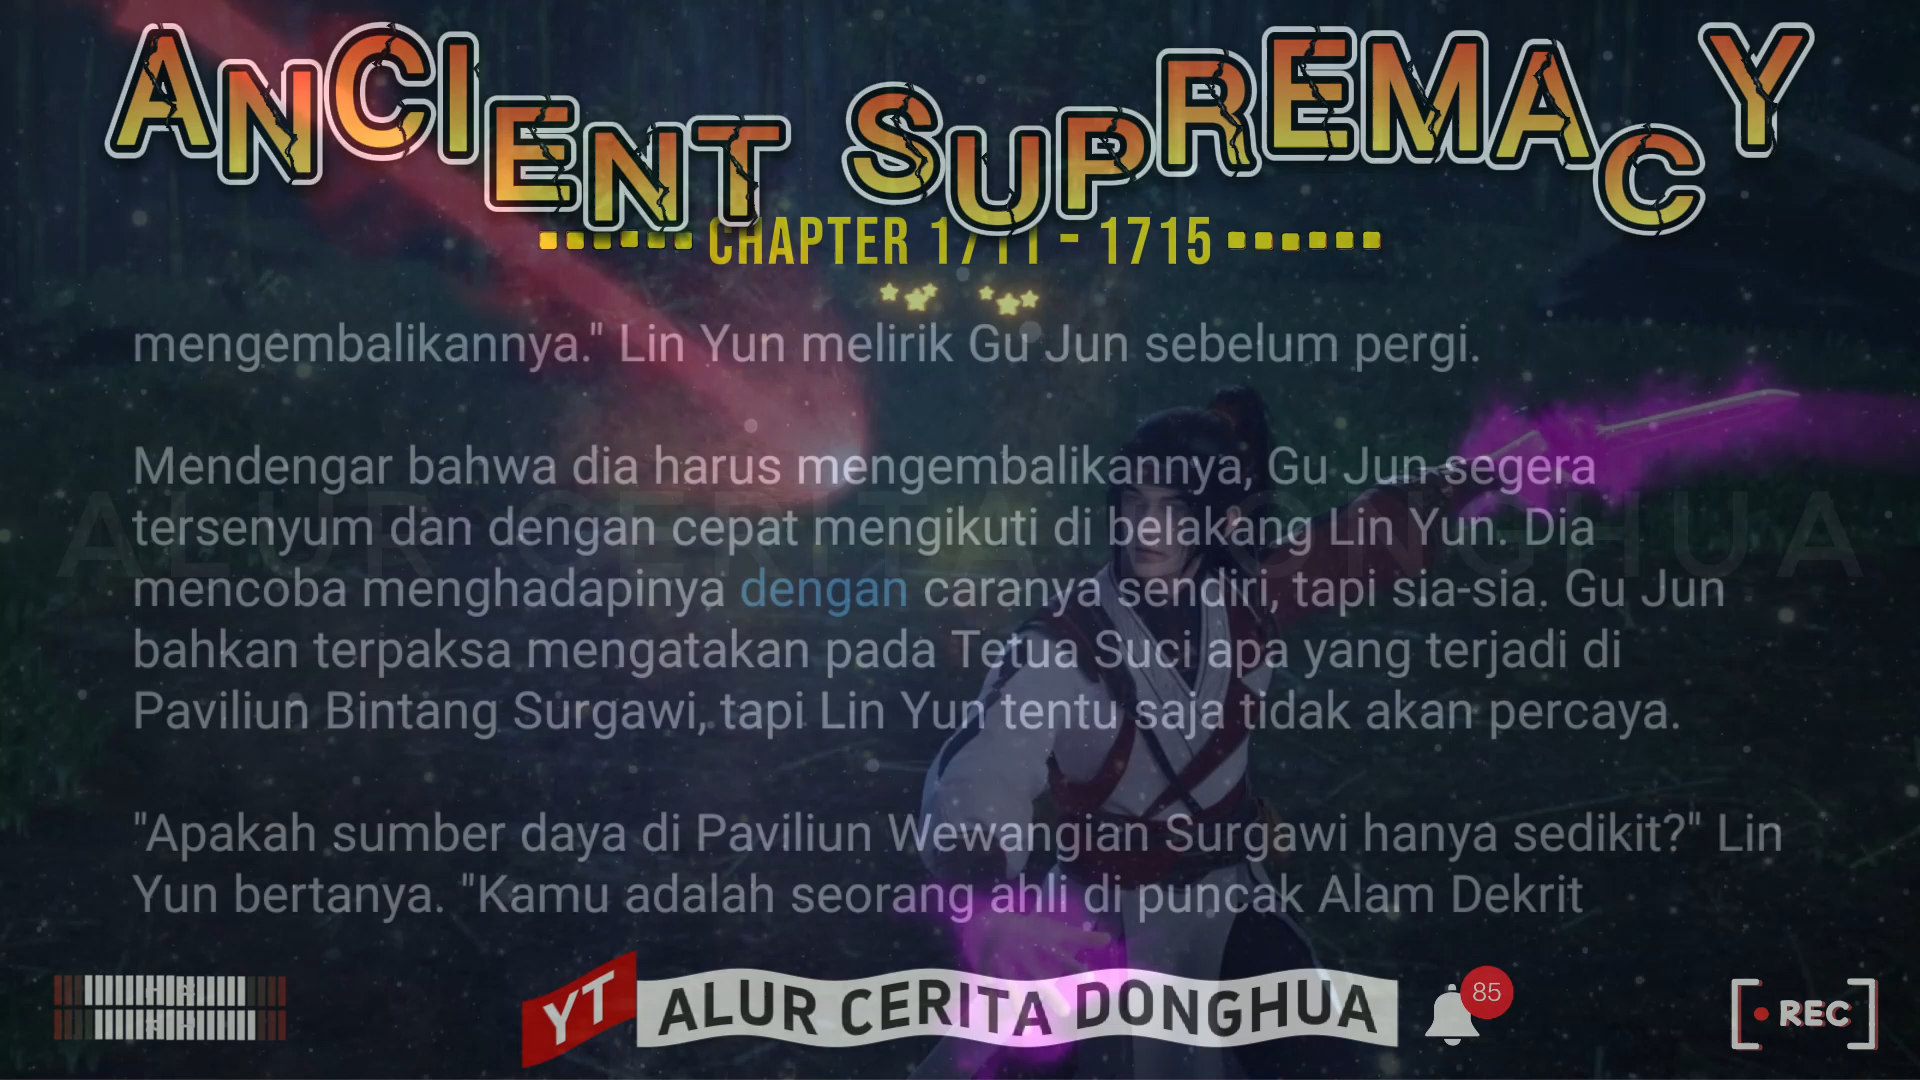 ANCIENT SUPREMACY
CHAPTER 1711 - 1715
mengembalikannya." Lin Yun melirik Gu Jun sebelum pergi.
Mendengar bahwa dia harus mengembalikannya, Gu Jun segera
tersenyum dan dengan cepat mengikuti di belakang Lin Yun. Dia
ALUR CERITA DONGHUA
mencoba menghadapinya dengan caranya sendiri, tapi sia-sia. Gu Jun
bahkan terpaksa mengatakan pada Tetua Suci apa yang terjadi di
Paviliun Bintang Surgawi, tapi Lin Yun tentu saja tidak akan percaya.
"Apakah sumber daya di Paviliun Wewangian Surgawi hanya sedikit?" Lin
Yun bertanya. "Kamu adalah seorang ahli di puncak Alam Dekrit
YT ALUR CERITA DONGHUA 85
REC